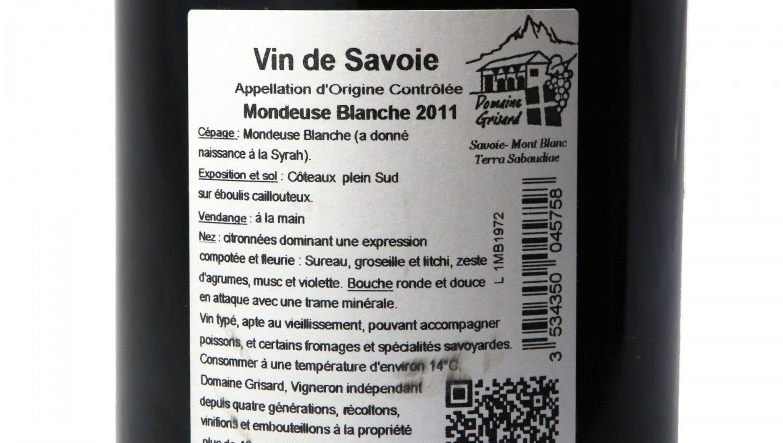 Vin de Savoie
Appellation d'Origine Contrôlée
Mondeuse Blanche 2011
Domaine
Grisard
Savoie- Mont Blanc
Terra Sabaudiae
Cépage : Mondeuse Blanche (a donné
naissance à la Syrah).
Exposition et sol : Côteaux plein Sud
sur éboulis caillouteux.
Vendange : à la main
Nez : citronnées dominant une expression
compotée et fleurie : Sureau, groseille et litchi, zeste
d'agrumes, musc et violette. Bouche ronde et douce
en attaque avec une trame minérale.
Vin typé, apte au vieillissement, pouvant accompagner
poissons, et certains fromages et spécialités savoyardes.
Consommer à une température d'environ 14°C
Domaine Grisard, Vigneron indépendant
depuis quatre générations, récoltons,
vinifions et embouteillons à la propriété
plus de
L 1MB1972
3 534350 045758